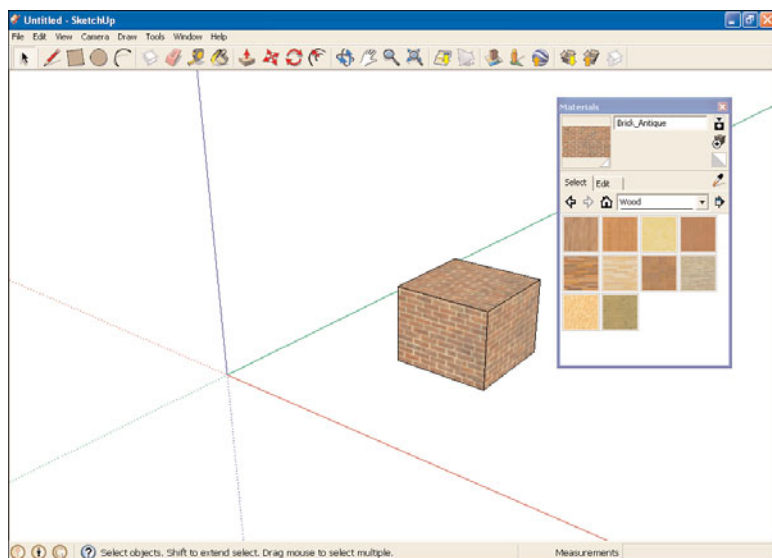 Untitled - SketchUp
File Edit View Camera Draw Tools Window Help
Materials
Brick_Antique
Select Edit
Wood
Select objects. Shift to extend select. Drag mouse to select multiple.
Measurements